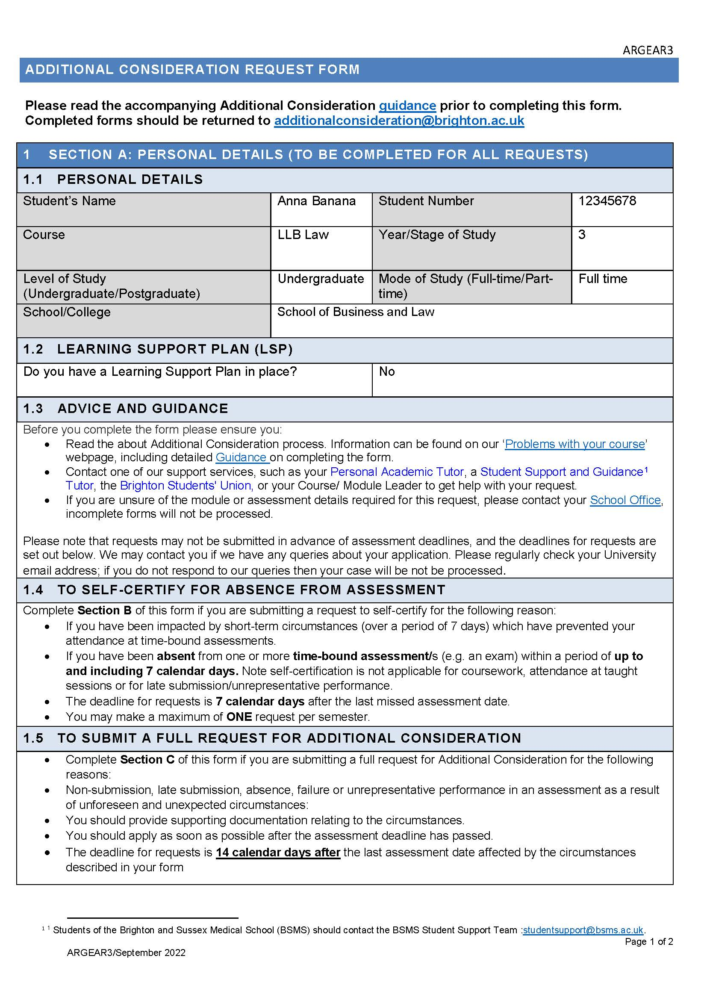 ARGEAR3
ADDITIONAL CONSIDERATION REQUEST FORM
Please read the accompanying Additional Consideration guidance prior to completing this form.
Completed forms should be returned to additionalconsideration@brighton.ac.uk
1 SECTION A: PERSONAL DETAILS (TO BE COMPLETED FOR ALL REQUESTS)
1.1 PERSONAL DETAILS
Student’s Name Anna Banana Student Number 12345678
Course LLB Law Year/Stage of Study 3
Level of Study Undergraduate Mode of Study (Full-time/Part- Full time
(Undergraduate/Postgraduate) time)
School/College School of Business and Law
1.2 LEARNING SUPPORT PLAN (LSP)
Do you have a Learning Support Plan in place? No
1.3 ADVICE AND GUIDANCE
Before you complete the form please ensure you:
• Read the about Additional Consideration process. Information can be found on our ‘Problems with your course’
webpage, including detailed Guidance on completing the form.
• Contact one of our support services, such as your Personal Academic Tutor, a Student Support and Guidance¹
Tutor, the Brighton Students' Union, or your Course/ Module Leader to get help with your request.
• If you are unsure of the module or assessment details required for this request, please contact your School Office,
incomplete forms will not be processed.
Please note that requests may not be submitted in advance of assessment deadlines, and the deadlines for requests are
set out below. We may contact you if we have any queries about your application. Please regularly check your University
email address; if you do not respond to our queries then your case will be not be processed.
1.4 TO SELF-CERTIFY FOR ABSENCE FROM ASSESSMENT
Complete Section B of this form if you are submitting a request to self-certify for the following reason:
• If you have been impacted by short-term circumstances (over a period of 7 days) which have prevented your
attendance at time-bound assessments.
• If you have been absent from one or more time-bound assessment/s (e.g. an exam) within a period of up to
and including 7 calendar days. Note self-certification is not applicable for coursework, attendance at taught
sessions or for late submission/unrepresentative performance.
• The deadline for requests is 7 calendar days after the last missed assessment date.
• You may make a maximum of ONE request per semester.
1.5 TO SUBMIT A FULL REQUEST FOR ADDITIONAL CONSIDERATION
• Complete Section C of this form if you are submitting a full request for Additional Consideration for the following
reasons:
• Non-submission, late submission, absence, failure or unrepresentative performance in an assessment as a result
of unforeseen and unexpected circumstances:
• You should provide supporting documentation relating to the circumstances.
• You should apply as soon as possible after the assessment deadline has passed.
• The deadline for requests is 14 calendar days after the last assessment date affected by the circumstances
described in your form
¹ ¹ Students of the Brighton and Sussex Medical School (BSMS) should contact the BSMS Student Support Team :studentsupport@bsms.ac.uk.
Page 1 of 2
ARGEAR3/September 2022